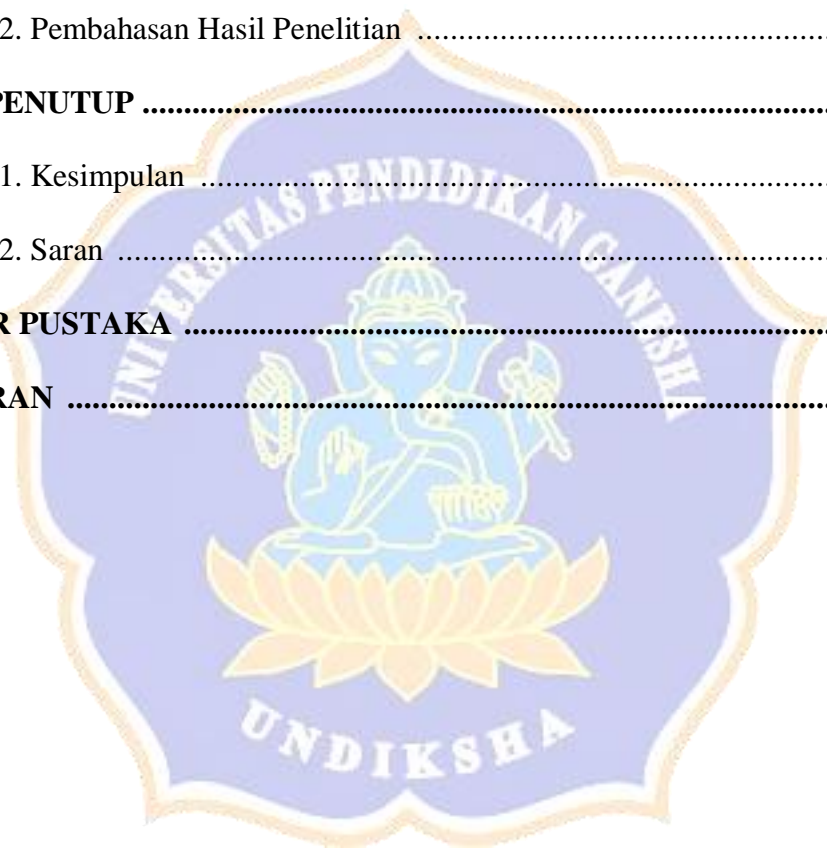 2. Pembahasan Hasil Penelitian ....................................................
PENUTUP ...................................................................................
1. Kesimpulan ..............................................................................
2. Saran ........................................................................................
R PUSTAKA ..............................................................................
RAN ............................................................................................
UNIVERSITAS PENDIDIKAN GANESHA
UNDIKSHA